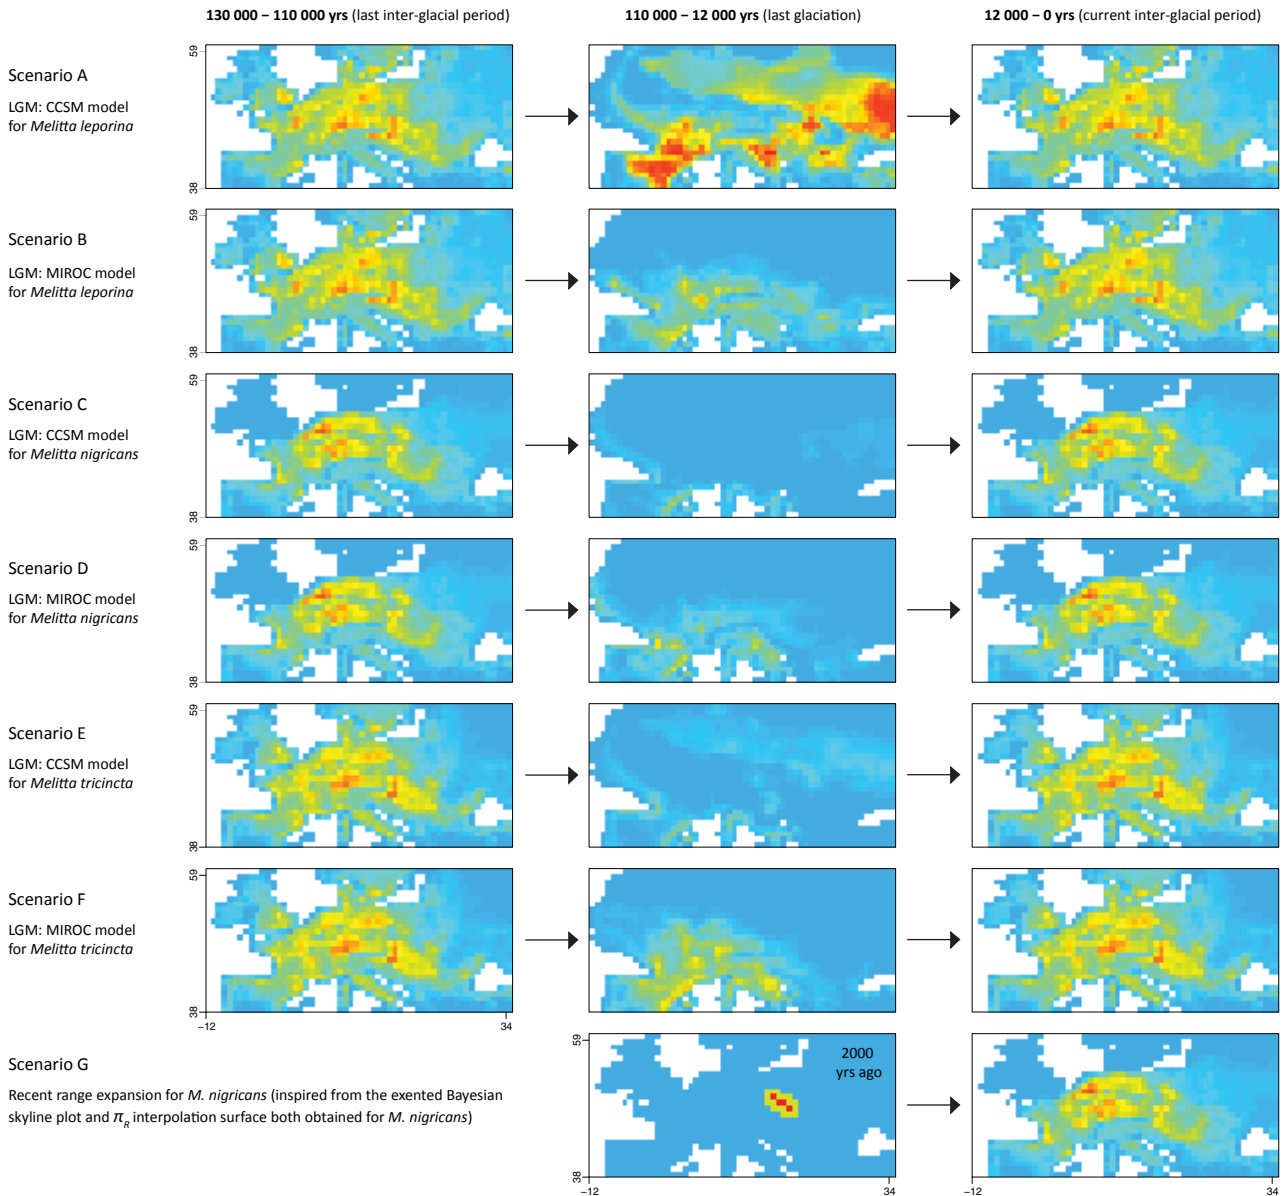 130 000 – 110 000 yrs (last inter-glacial period)
110 000 – 12 000 yrs (last glaciation)
12 000 – 0 yrs (current inter-glacial period)
59
38
Scenario A
LGM: CCSM model
for Melitta leporina
59
38
Scenario B
LGM: MIROC model
for Melitta leporina
59
38
Scenario C
LGM: CCSM model
for Melitta nigricans
59
38
Scenario D
LGM: MIROC model
for Melitta nigricans
59
38
Scenario E
LGM: CCSM model
for Melitta tricincta
59
38
Scenario F
LGM: MIROC model
for Melitta tricincta
−12
34
Scenario G
Recent range expansion for M. nigricans (inspired from the exented Bayesian
skyline plot and πR interpolation surface both obtained for M. nigricans)
59
38
2000
yrs ago
−12
34
−12
34